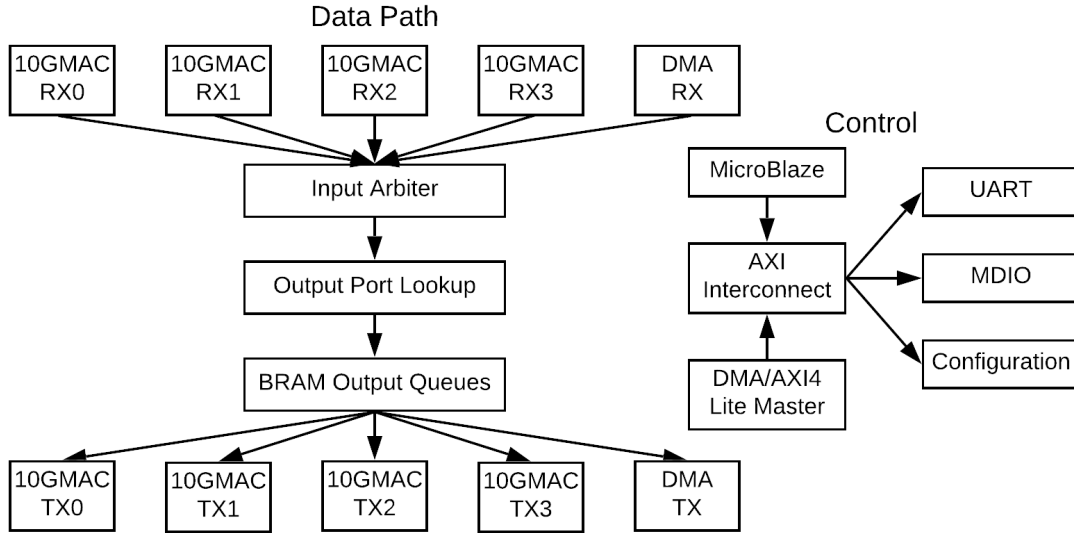 Data Path
10GMAC
RX0
10GMAC
RX1
10GMAC
RX2
10GMAC
RX3
DMA
RX
Input Arbiter
Output Port Lookup
BRAM Output Queues
10GMAC
TX0
10GMAC
TX1
10GMAC
TX2
10GMAC
TX3
DMA
TX
Control
MicroBlaze
AXI
Interconnect
DMA/AXI4
Lite Master
UART
MDIO
Configuration